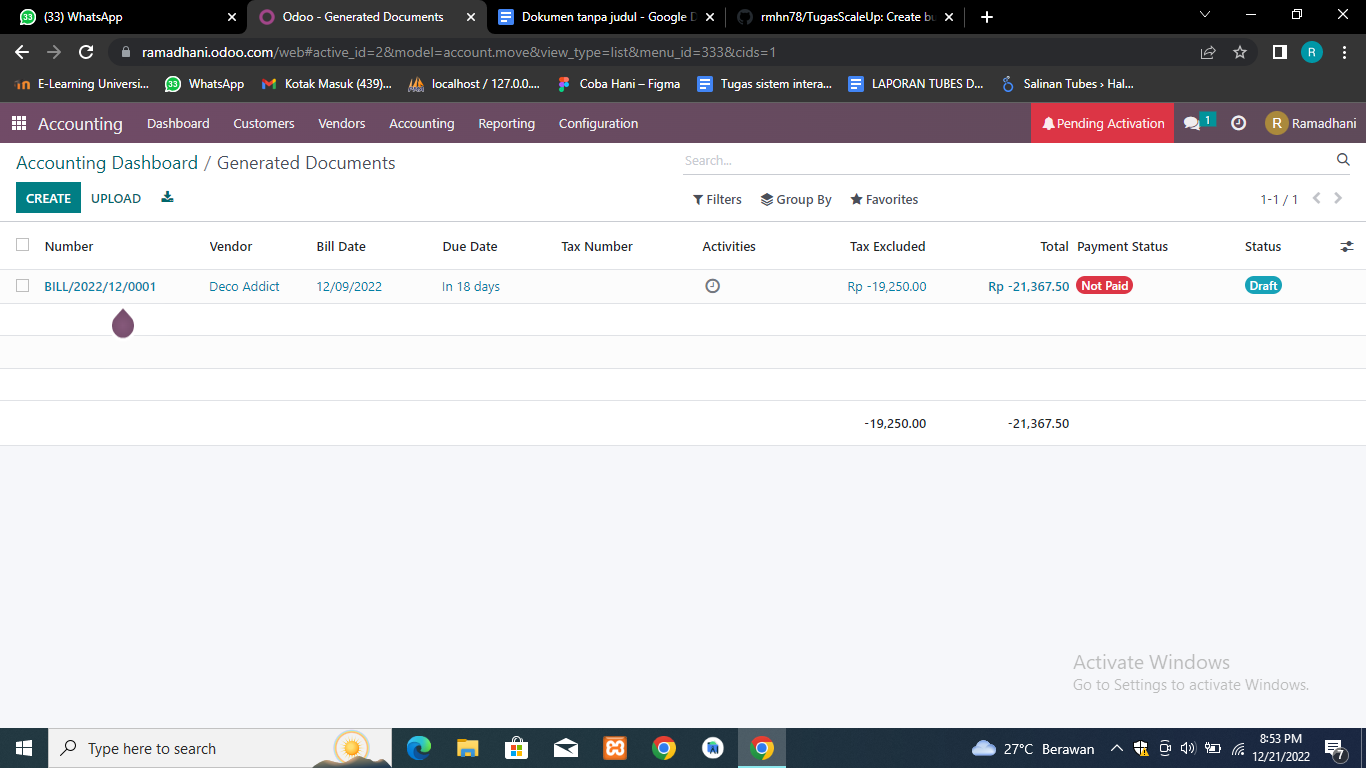 33 (33) WhatsApp
Odoo - Generated Documents
Dokumen tanpa judul - Google D
rmhn78/TugasScaleUp: Create bu
ramadhani.odoo.com/web#active_id=2&model=account.move&view_type=list&menu_id=333&cids=1
R
E-Learning Universi...
33 WhatsApp
Kotak Masuk (439)...
localhost / 127.0.0....
Coba Hani – Figma
Tugas sistem intera...
LAPORAN TUBES D...
Salinan Tubes › Hal...
Accounting Dashboard Customers Vendors Accounting Reporting Configuration
Pending Activation 1 R Ramadhani
Accounting Dashboard / Generated Documents
Search...
CREATE UPLOAD
Filters Group By Favorites 1-1 / 1
Number Vendor Bill Date Due Date Tax Number Activities Tax Excluded Total Payment Status Status
BILL/2022/12/0001 Deco Addict 12/09/2022 In 18 days Rp -19,250.00 Rp -21,367.50 Not Paid Draft
-19,250.00 -21,367.50
Activate Windows
Go to Settings to activate Windows.
Type here to search
27°C Berawan
8:53 PM
12/21/2022
7